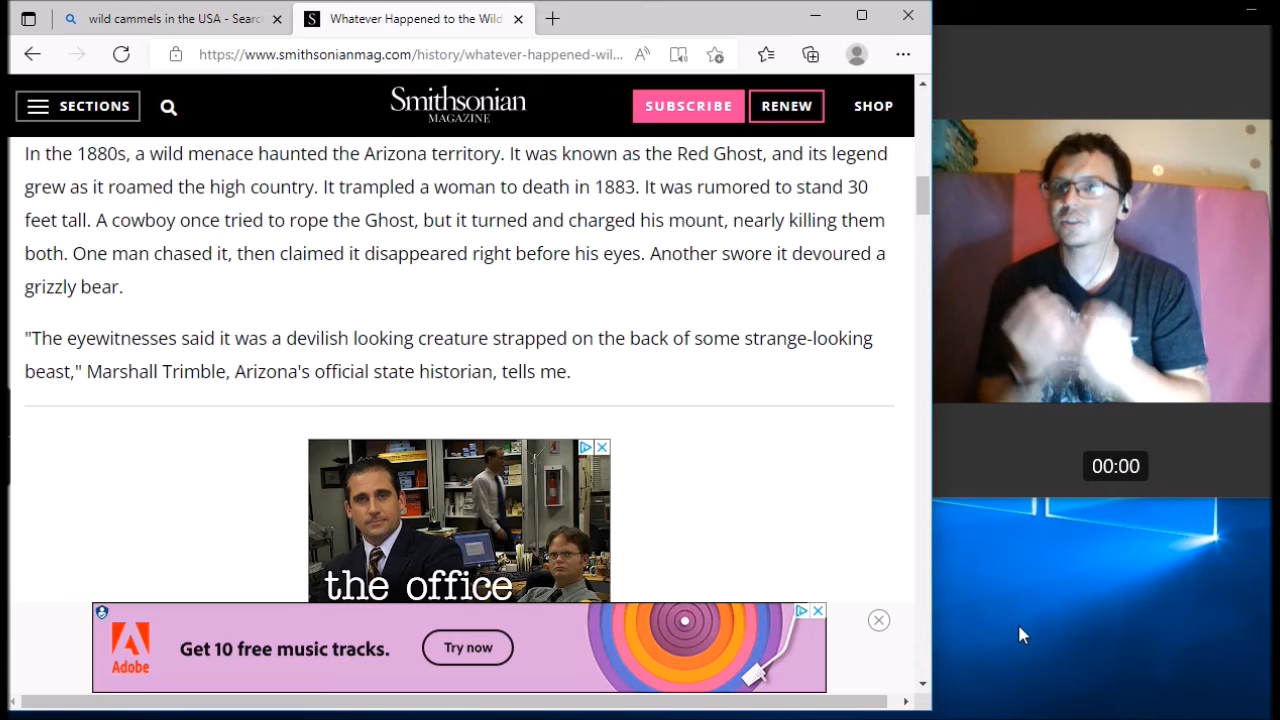 wild cammels in the USA - Searc
Whatever Happened to the Wild
https://www.smithsonianmag.com/history/whatever-happened-wil...
SECTIONS
Smithsonian
MAGAZINE
SUBSCRIBE
RENEW
SHOP
In the 1880s, a wild menace haunted the Arizona territory. It was known as the Red Ghost, and its legend
grew as it roamed the high country. It trampled a woman to death in 1883. It was rumored to stand 30
feet tall. A cowboy once tried to rope the Ghost, but it turned and charged his mount, nearly killing them
both. One man chased it, then claimed it disappeared right before his eyes. Another swore it devoured a
grizzly bear.
"The eyewitnesses said it was a devilish looking creature strapped on the back of some strange-looking
beast," Marshall Trimble, Arizona's official state historian, tells me.
the office
Adobe
Get 10 free music tracks.
Try now
00:00